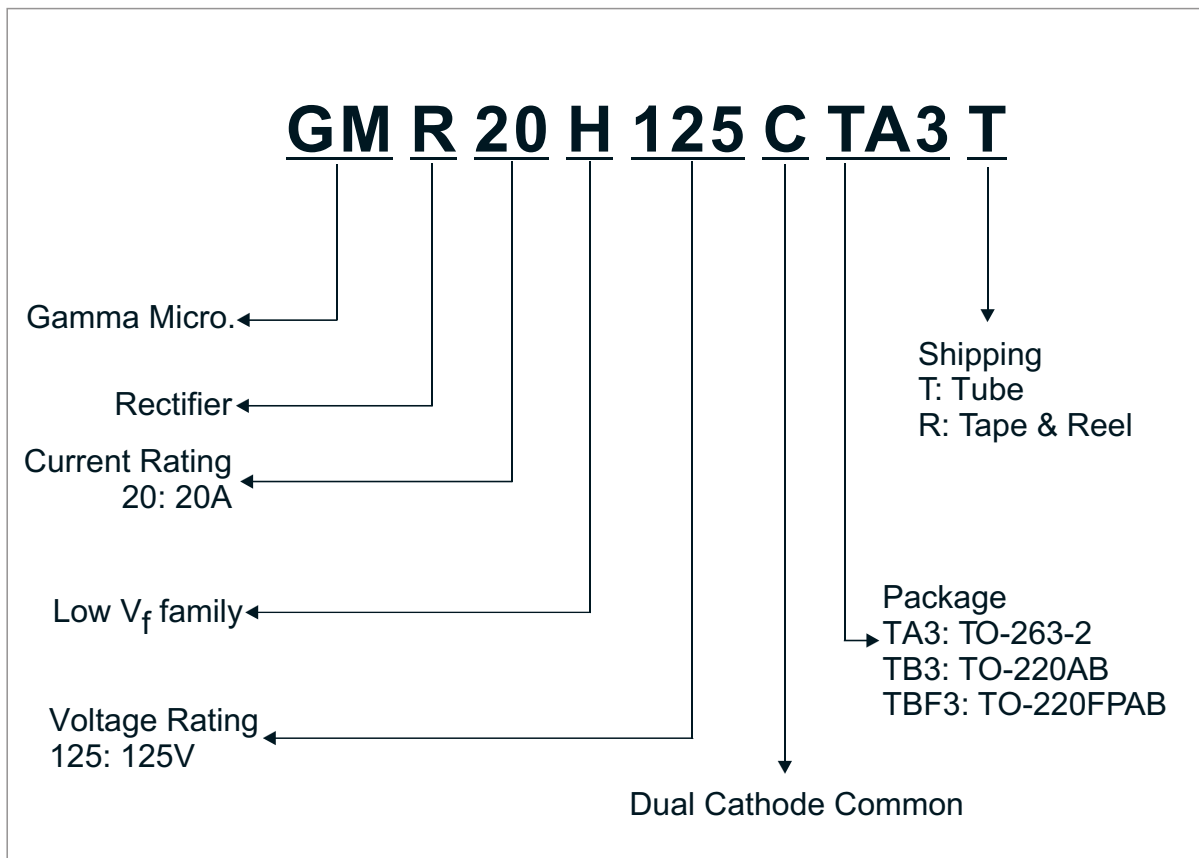 GM R 20 H 125 C TA3 T
Gamma Micro.
Rectifier
Current Rating
20: 20A
Low Vf family
Voltage Rating
125: 125V
Shipping
T: Tube
R: Tape & Reel
Package
TA3: TO-263-2
TB3: TO-220AB
TBF3: TO-220FPAB
Dual Cathode Common